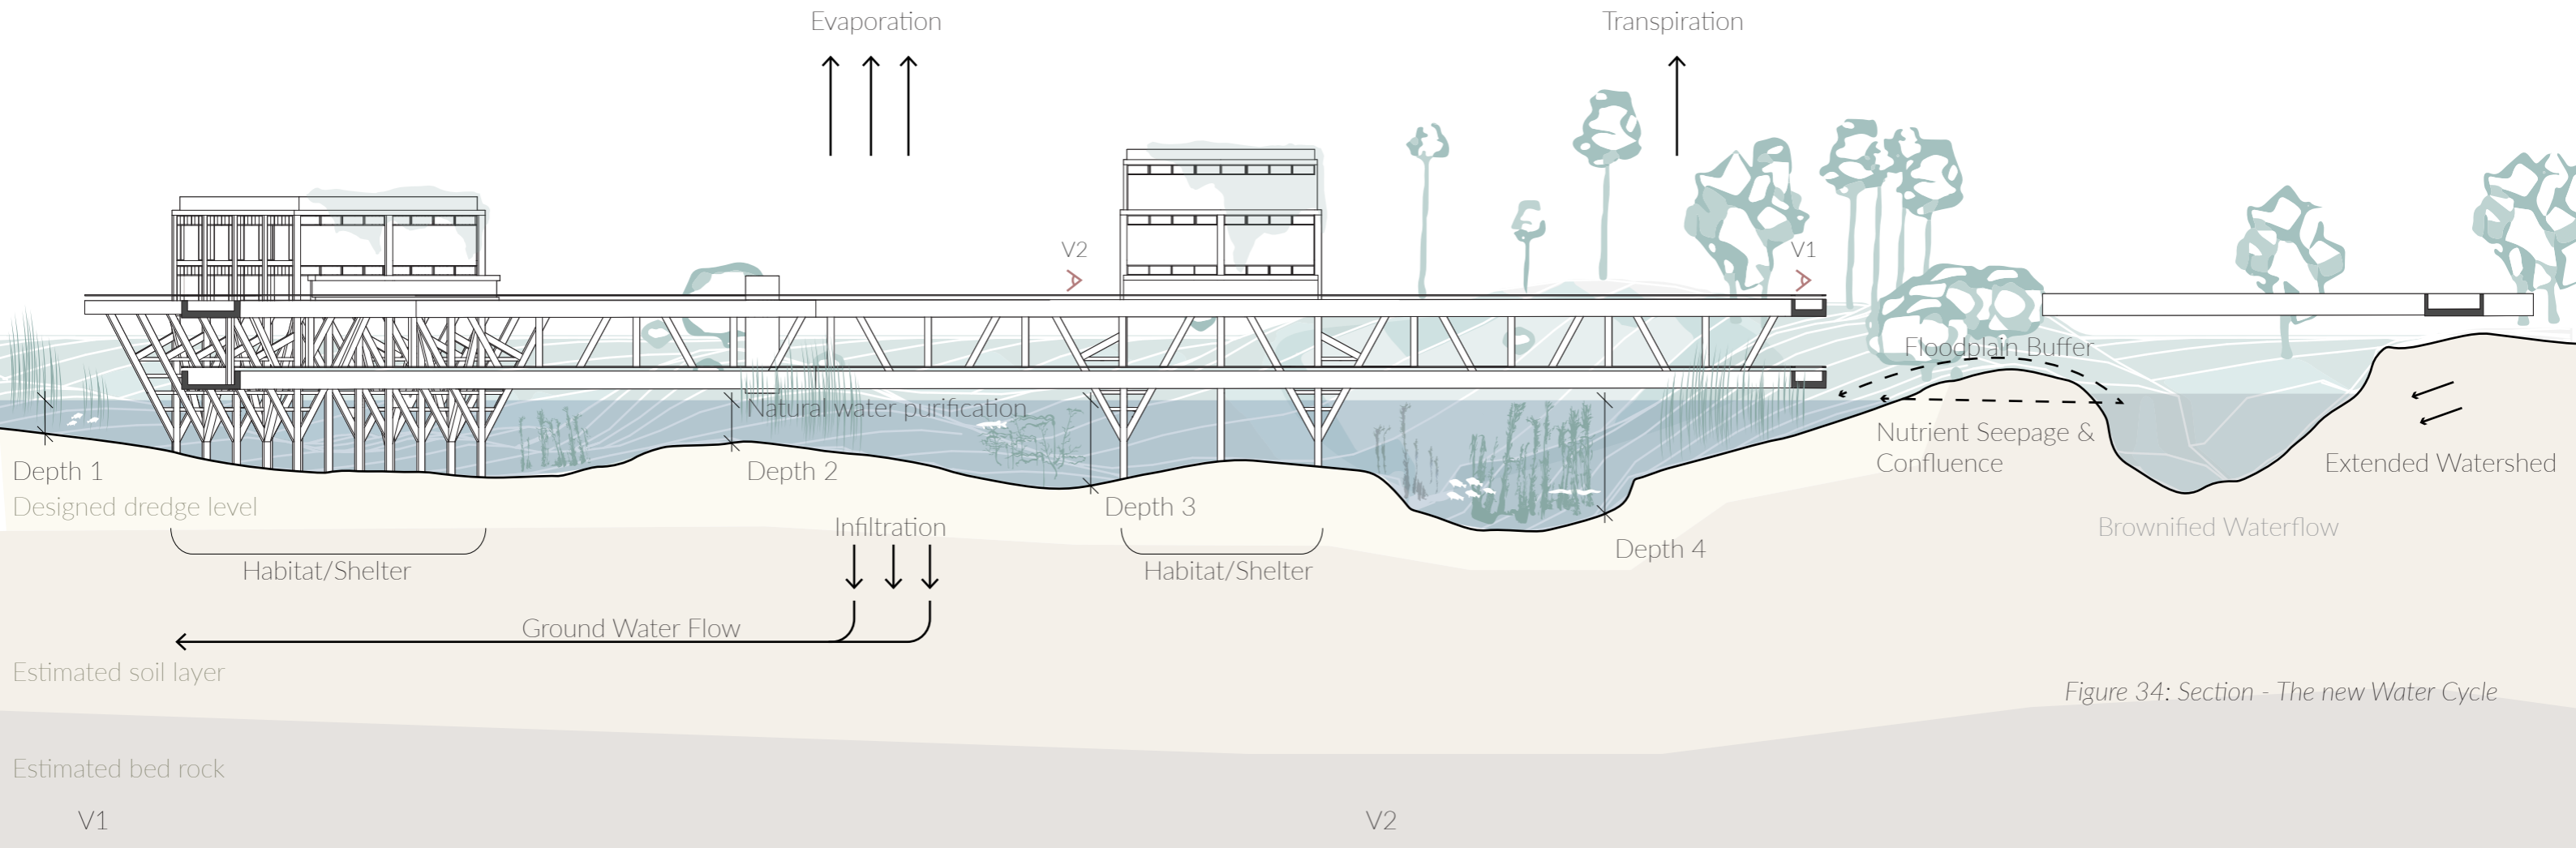 Evaporation
Transpiration
V2
V1
Floodplain Buffer
Natural water purification
Nutrient Seepage &
Confluence
Extended Watershed
Depth 1
Depth 2
Depth 3
Depth 4
Designed dredge level
Infiltration
Brownified Waterflow
Habitat/Shelter
Habitat/Shelter
Ground Water Flow
Estimated soil layer
Figure 34: Section - The new Water Cycle
Estimated bed rock
V1
V2